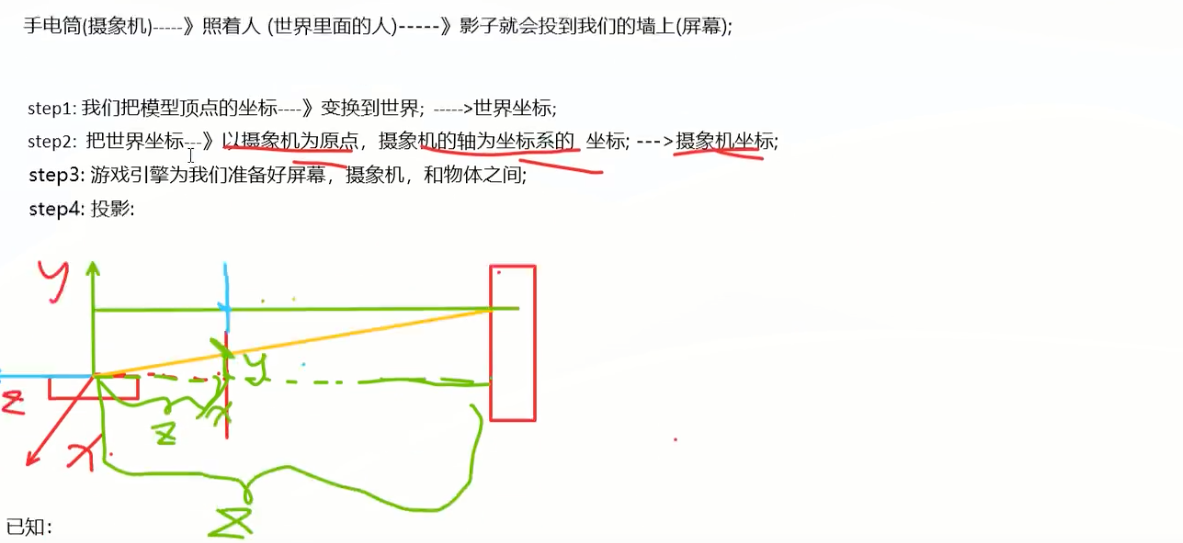 手电筒(摄象机)-----》照着人 (世界里面的人)-----》影子就会投到我们的墙上(屏幕);
step1: 我们把模型顶点的坐标----》变换到世界; ----->世界坐标;
step2: 把世界坐标---》以摄象机为原点，摄象机的轴为坐标系的 坐标; --->摄象机坐标;
step3: 游戏引擎为我们准备好屏幕，摄象机，和物体之间;
step4: 投影:
y
y
z
x
z
x
z
已知: